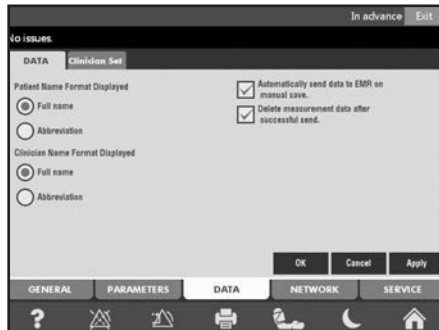 In advance Exit
No issues.
DATA Clinician Set
Patient Name Format Displayed
Full name
Abbreviation
Clinician Name Format Displayed
Full name
Abbreviation
Automatically send data to EMR on
manual save.
Delete measurement data after
successful send.
OK Cancel Apply
GENERAL PARAMETERS DATA NETWORK SERVICE
?